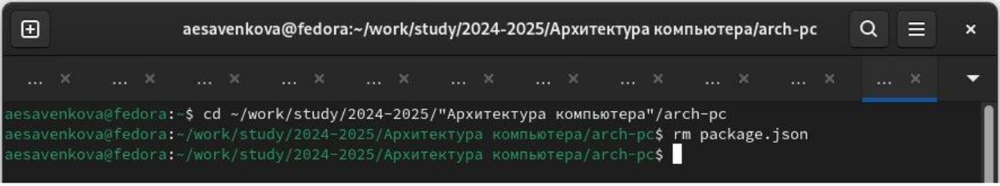 aesavenkova@fedora:~/work/study/2024-2025/Архитектура компьютера/arch-pc
... × ... × ... × ... × ... × ... × ... × ... × ... × ... × ... ×
aesavenkova@fedora:~$ cd ~/work/study/2024-2025/"Архитектура компьютера"/arch-pc
aesavenkova@fedora:~/work/study/2024-2025/Архитектура компьютера/arch-pc$ rm package.json
aesavenkova@fedora:~/work/study/2024-2025/Архитектура компьютера/arch-pc$